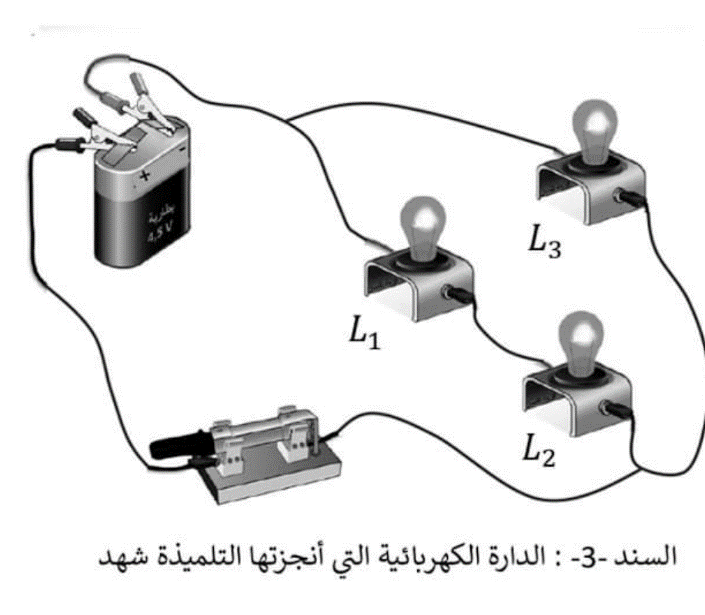 +
-
بطارية
4,5 V
L₃
L₁
L₂
السند -3- : الدارة الكهربائية التي أنجزتها التلميذة شهد